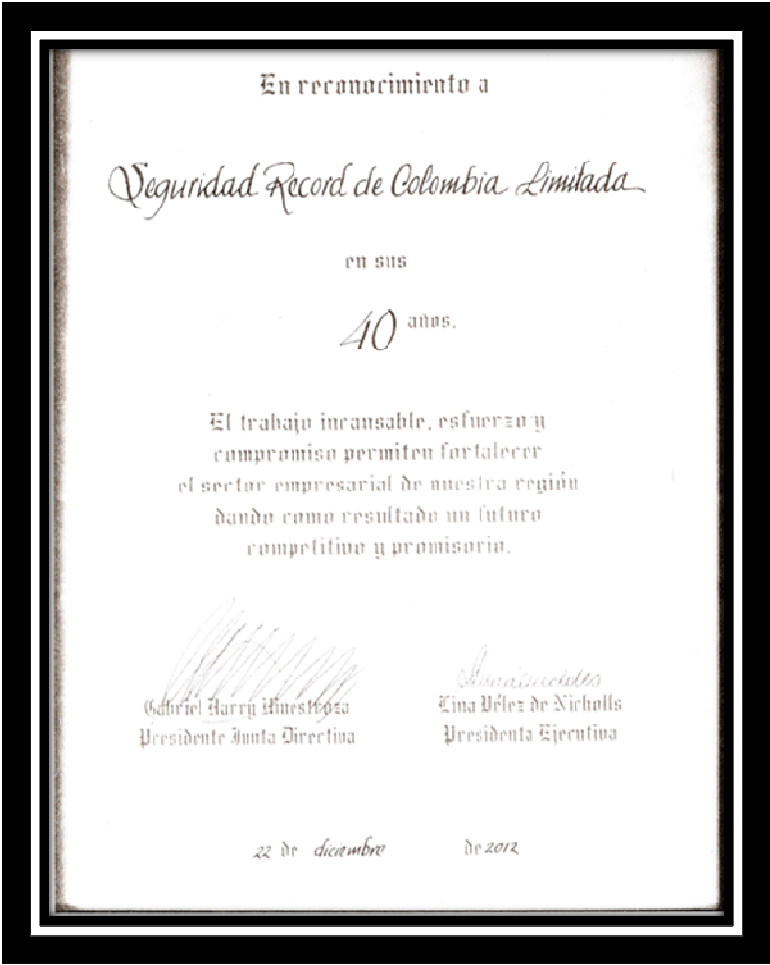 En reconocimiento a
Seguridad Record de Colombia Limitada
en sus
40 años.
El trabajo incansable, esfuerzo y
compromiso permiten fortalecer
el sector empresarial de nuestra región
dando como resultado un futuro
competitivo y promisorio.
Gabriel Harry Hinestroza
Presidente Junta Directiva
Lina Vélez de Nicholls
Presidenta Ejecutiva
22 de diciembre de 2012